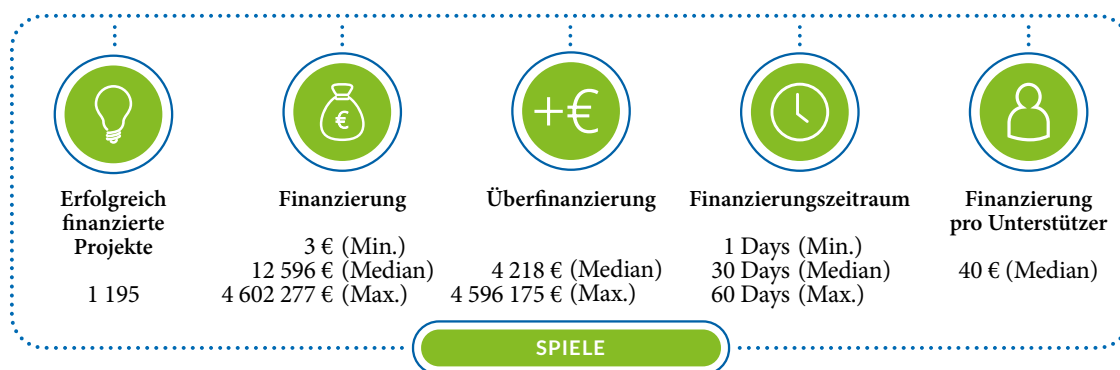 €
+€
Erfolgreich
finanzierte
Projekte
1 195
Finanzierung
3 € (Min.)
12 596 € (Median)
4 602 277 € (Max.)
Überfinanzierung
4 218 € (Median)
4 596 175 € (Max.)
Finanzierungszeitraum
1 Days (Min.)
30 Days (Median)
60 Days (Max.)
Finanzierung
pro Unterstützer
40 € (Median)
SPIELE